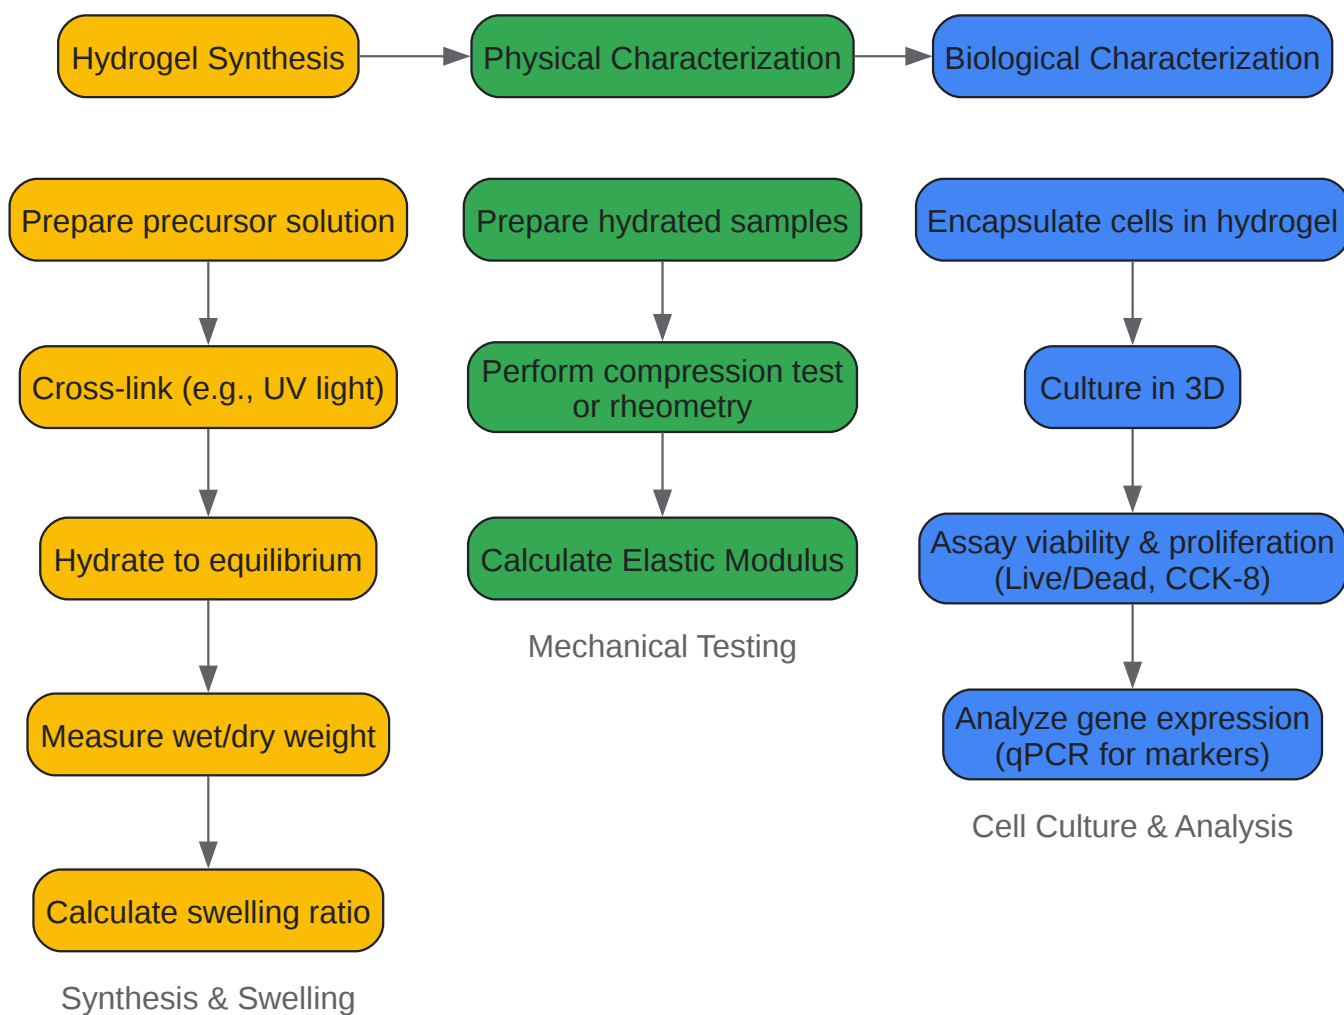 Hydrogel Synthesis
Physical Characterization
Biological Characterization
Prepare precursor solution
Cross-link (e.g., UV light)
Hydrate to equilibrium
Measure wet/dry weight
Calculate swelling ratio
Synthesis & Swelling
Prepare hydrated samples
Perform compression test
or rheometry
Calculate Elastic Modulus
Mechanical Testing
Encapsulate cells in hydrogel
Culture in 3D
Assay viability & proliferation
(Live/Dead, CCK-8)
Analyze gene expression
(qPCR for markers)
Cell Culture & Analysis